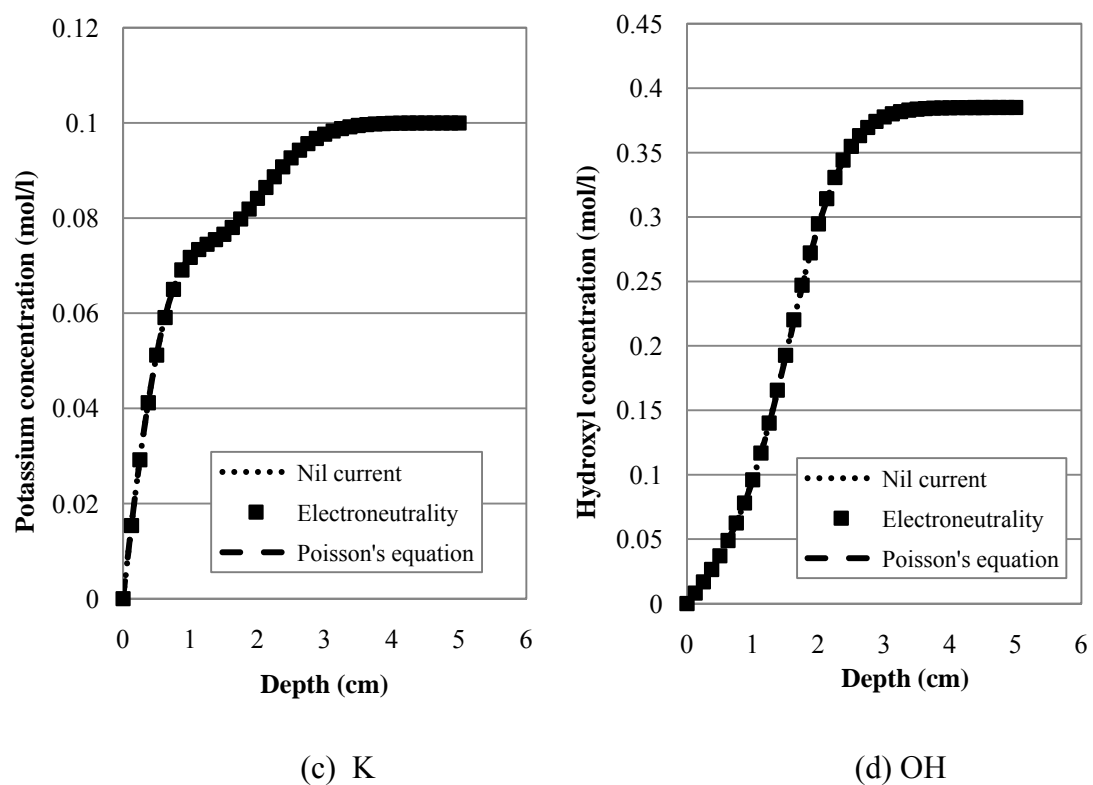 0.12
0.1
0.08
0.06
0.04
0.02
0
Potassium concentration (mol/l)
Nil current
Electroneutrality
Poisson's equation
0 1 2 3 4 5 6
Depth (cm)
(c) K
0.45
0.4
0.35
0.3
0.25
0.2
0.15
0.1
0.05
0
Hydroxyl concentration (mol/l)
Nil current
Electroneutrality
Poisson's equation
0 1 2 3 4 5 6
Depth (cm)
(d) OH